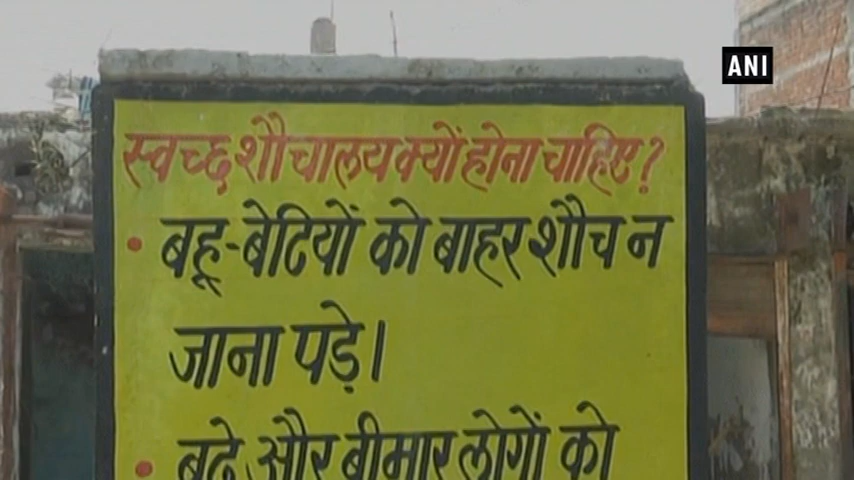 ANI
स्वच्छ शौचालय क्यों होना चाहिए?
• बहू-बेटियों को बाहर शौच न
जाना पड़े।
• बूढ़े और बीमार लोगों को